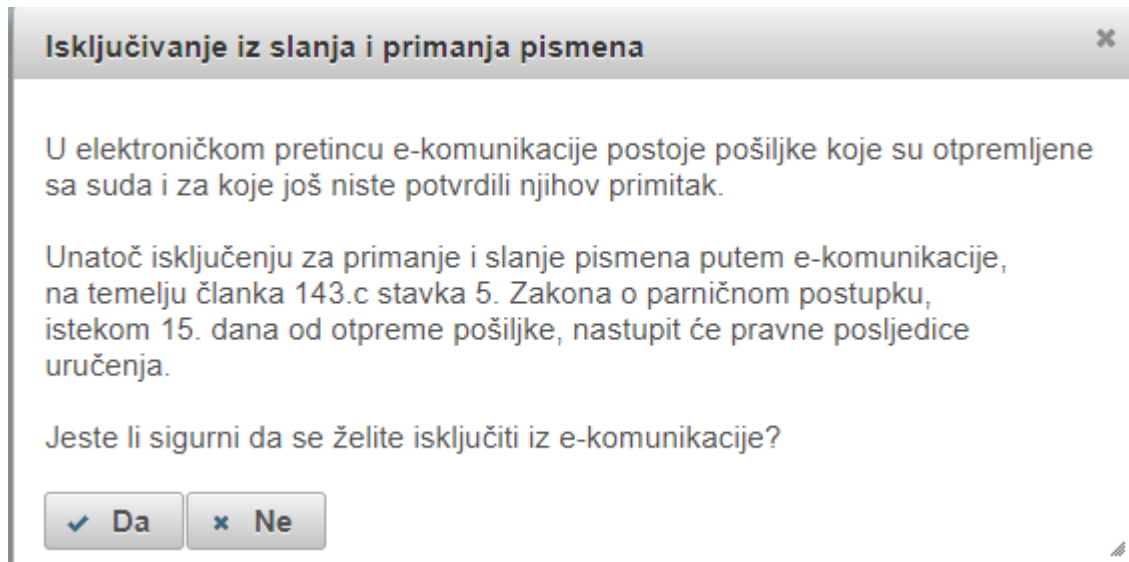 Isključivanje iz slanja i primanja pismena
U elektroničkom pretincu e-komunikacije postoje pošiljke koje su otpremljene
sa suda i za koje još niste potvrdili njihov primitak.
Unatoč isključenju za primanje i slanje pismena putem e-komunikacije,
na temelju članka 143.c stavka 5. Zakona o parničnom postupku,
istekom 15. dana od otpreme pošiljke, nastupit će pravne posljedice
uručenja.
Jeste li sigurni da se želite isključiti iz e-komunikacije?
Da Ne